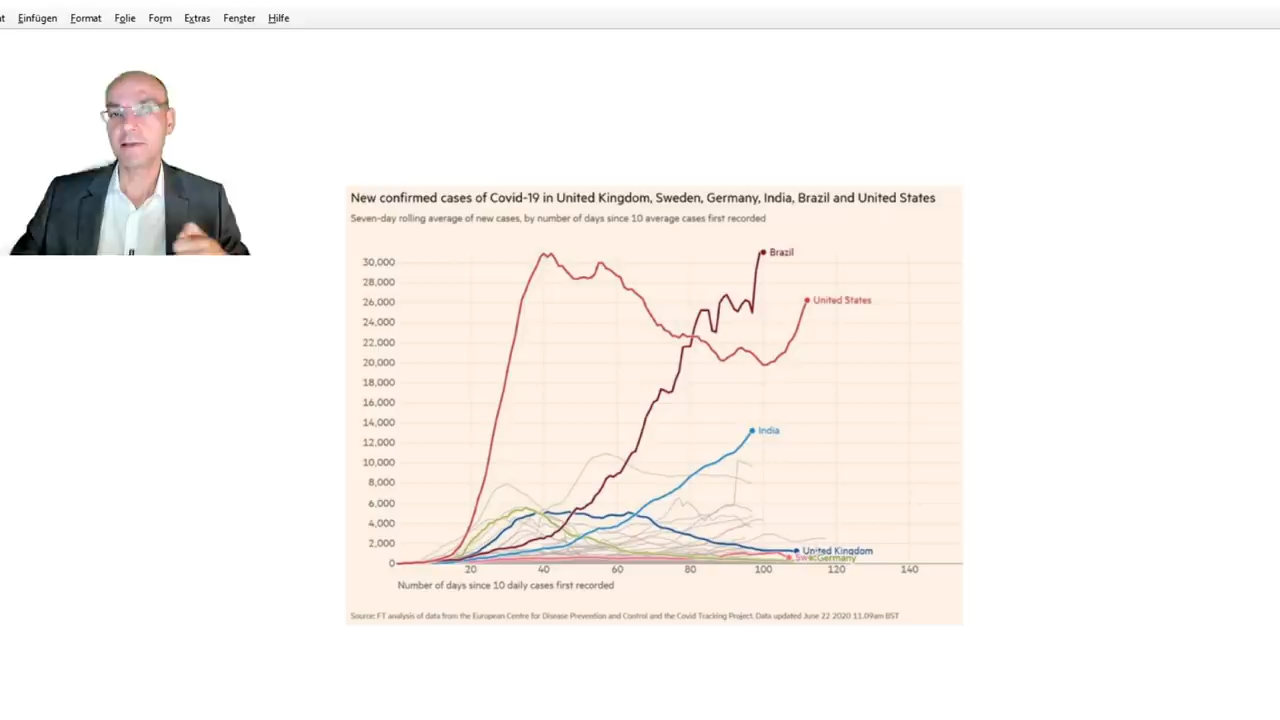 Einfügen Format Folie Form Extras Fenster Hilfe
New confirmed cases of Covid-19 in United Kingdom, Sweden, Germany, India, Brazil and United States
Seven-day rolling average of new cases, by number of days since 10 average cases first recorded
30,000
28,000
26,000
24,000
22,000
20,000
18,000
16,000
14,000
12,000
10,000
8,000
6,000
4,000
2,000
0
Brazil
United States
India
United Kingdom
Germany
20 40 60 80 100 120 140
Number of days since 10 daily cases first recorded
Source: FT analysis of data from the European Centre for Disease Prevention and Control and the Covid Tracking Project. Data updated June 22 2020 11.09am BST